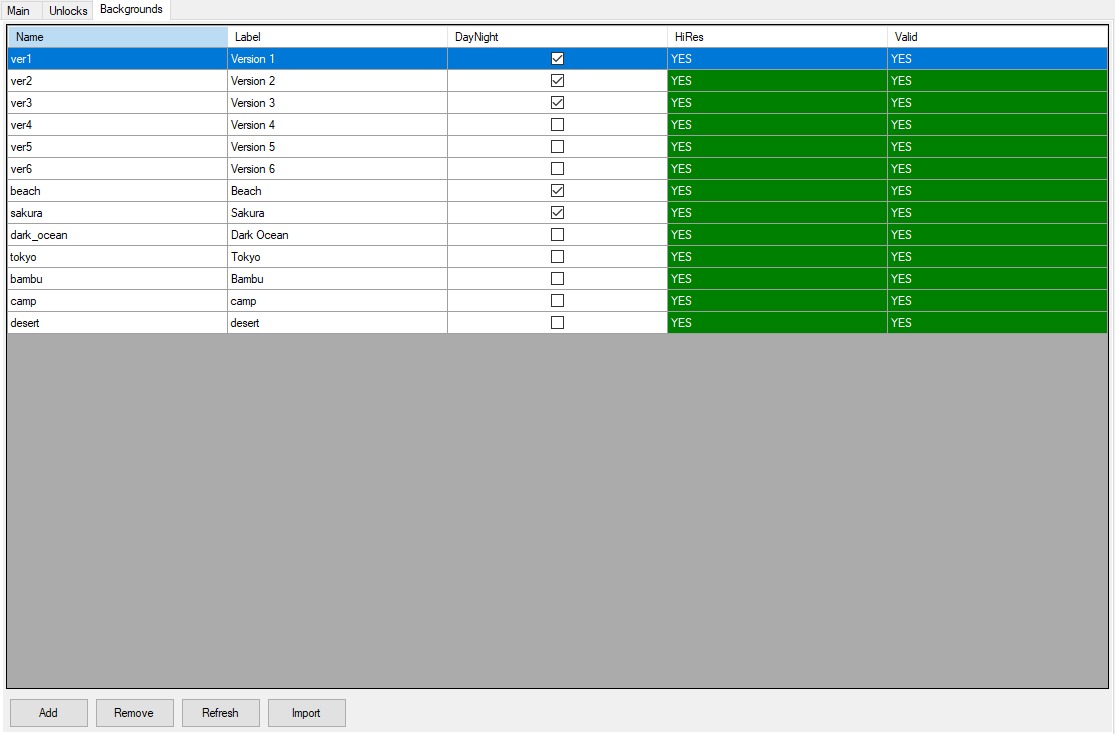 Main Unlocks Backgrounds
Name Label DayNight HiRes Valid
ver1 Version 1 YES YES
ver2 Version 2 YES YES
ver3 Version 3 YES YES
ver4 Version 4 YES YES
ver5 Version 5 YES YES
ver6 Version 6 YES YES
beach Beach YES YES
sakura Sakura YES YES
dark_ocean Dark Ocean YES YES
tokyo Tokyo YES YES
bambu Bambu YES YES
camp camp YES YES
desert desert YES YES
Add Remove Refresh Import